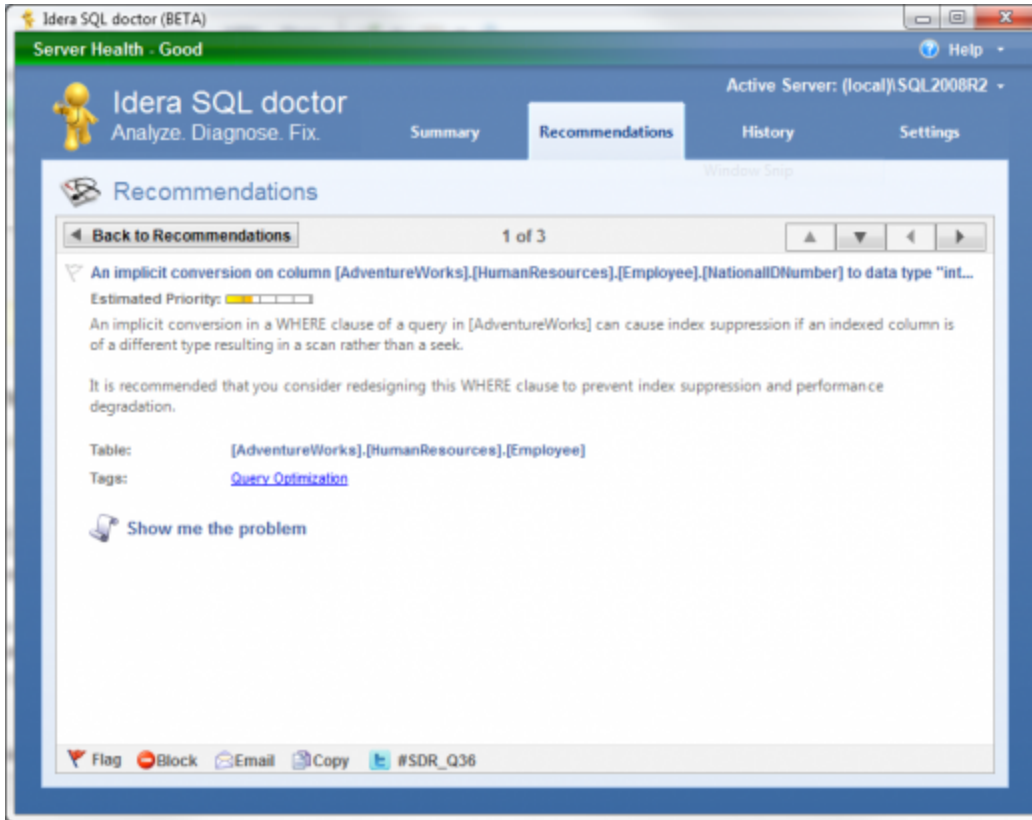 Idera SQL doctor (BETA)
Server Health - Good
Help
Active Server: (local)\SQL2008R2
Idera SQL doctor
Analyze. Diagnose. Fix.
Summary
Recommendations
History
Settings
Window Snip
Recommendations
Back to Recommendations
1 of 3
An implicit conversion on column [AdventureWorks].[HumanResources].[Employee].[NationalIDNumber] to data type "int...
Estimated Priority:
An implicit conversion in a WHERE clause of a query in [AdventureWorks] can cause index suppression if an indexed column is
of a different type resulting in a scan rather than a seek.
It is recommended that you consider redesigning this WHERE clause to prevent index suppression and performance
degradation.
Table: [AdventureWorks].[HumanResources].[Employee]
Tags: Query Optimization
Show me the problem
Flag Block Email Copy #SDR_Q36